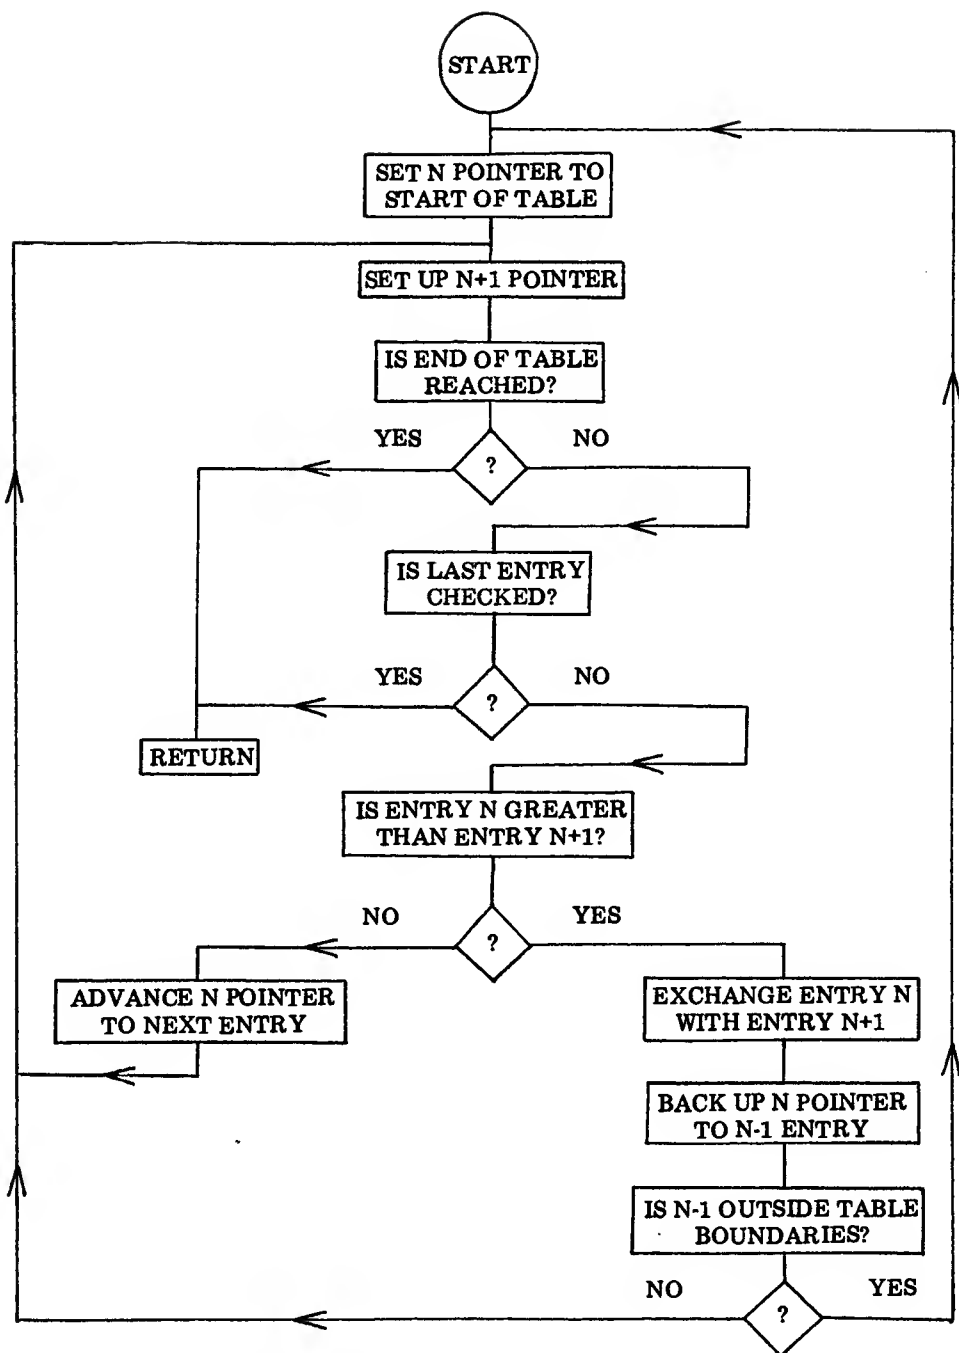 START
SET N POINTER TO
START OF TABLE
SET UP N+1 POINTER
IS END OF TABLE
REACHED?
YES
NO
?
IS LAST ENTRY
CHECKED?
YES
NO
?
RETURN
IS ENTRY N GREATER
THAN ENTRY N+1?
NO
YES
?
ADVANCE N POINTER
TO NEXT ENTRY
EXCHANGE ENTRY N
WITH ENTRY N+1
BACK UP N POINTER
TO N-1 ENTRY
IS N-1 OUTSIDE TABLE
BOUNDARIES?
NO
YES
?